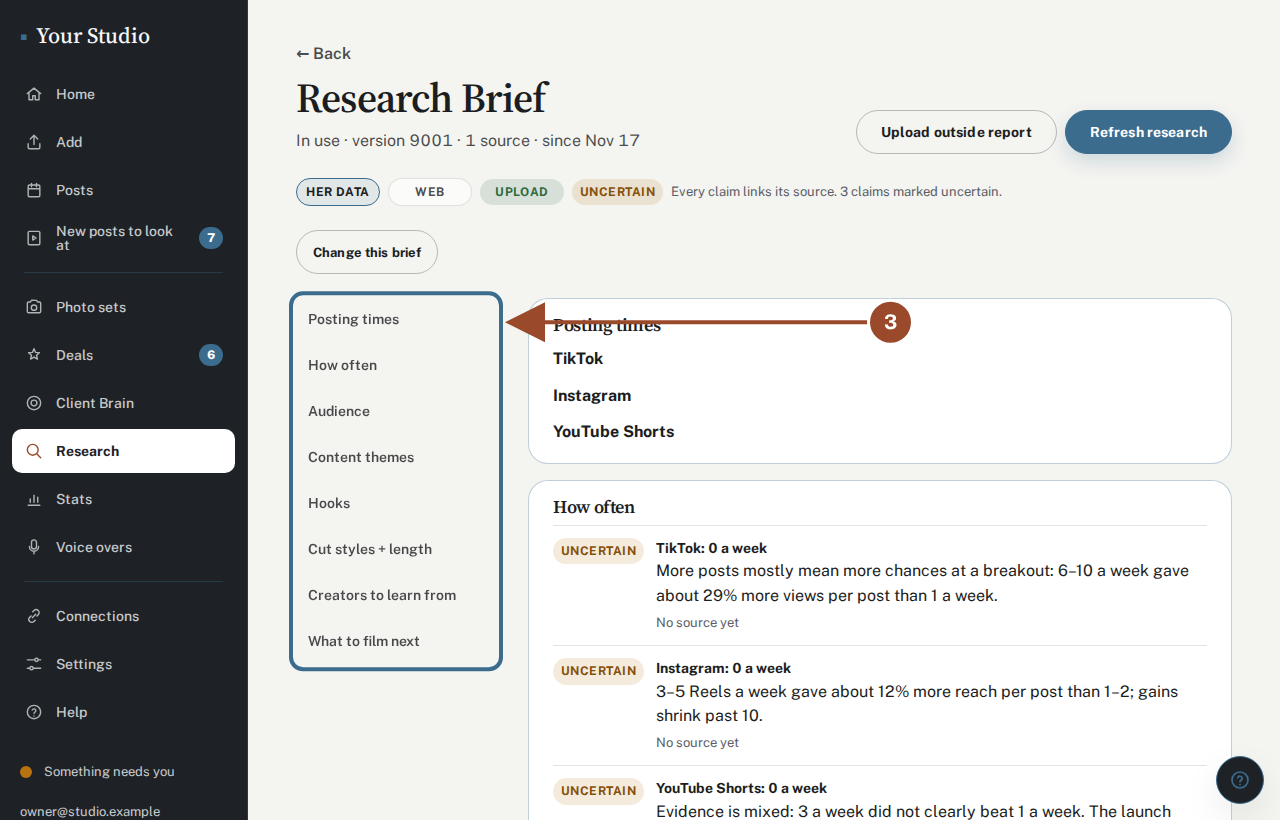 Your Studio
Home
Add
Posts
New posts to look
at
7
Photo sets
Deals
6
Client Brain
Research
Stats
Voice overs
Connections
Settings
Help
Something needs you
owner@studio.example
← Back
Research Brief
In use · version 9001 · 1 source · since Nov 17
Upload outside report
Refresh research
HER DATA
WEB
UPLOAD
UNCERTAIN
Every claim links its source. 3 claims marked uncertain.
Change this brief
Posting times
How often
Audience
Content themes
Hooks
Cut styles + length
Creators to learn from
What to film next
3
Posting times
TikTok
Instagram
YouTube Shorts
How often
UNCERTAIN
TikTok: 0 a week
More posts mostly mean more chances at a breakout: 6–10 a week gave
about 29% more views per post than 1 a week.
No source yet
UNCERTAIN
Instagram: 0 a week
3–5 Reels a week gave about 12% more reach per post than 1–2; gains
shrink past 10.
No source yet
UNCERTAIN
YouTube Shorts: 0 a week
Evidence is mixed: 3 a week did not clearly beat 1 a week. The launch